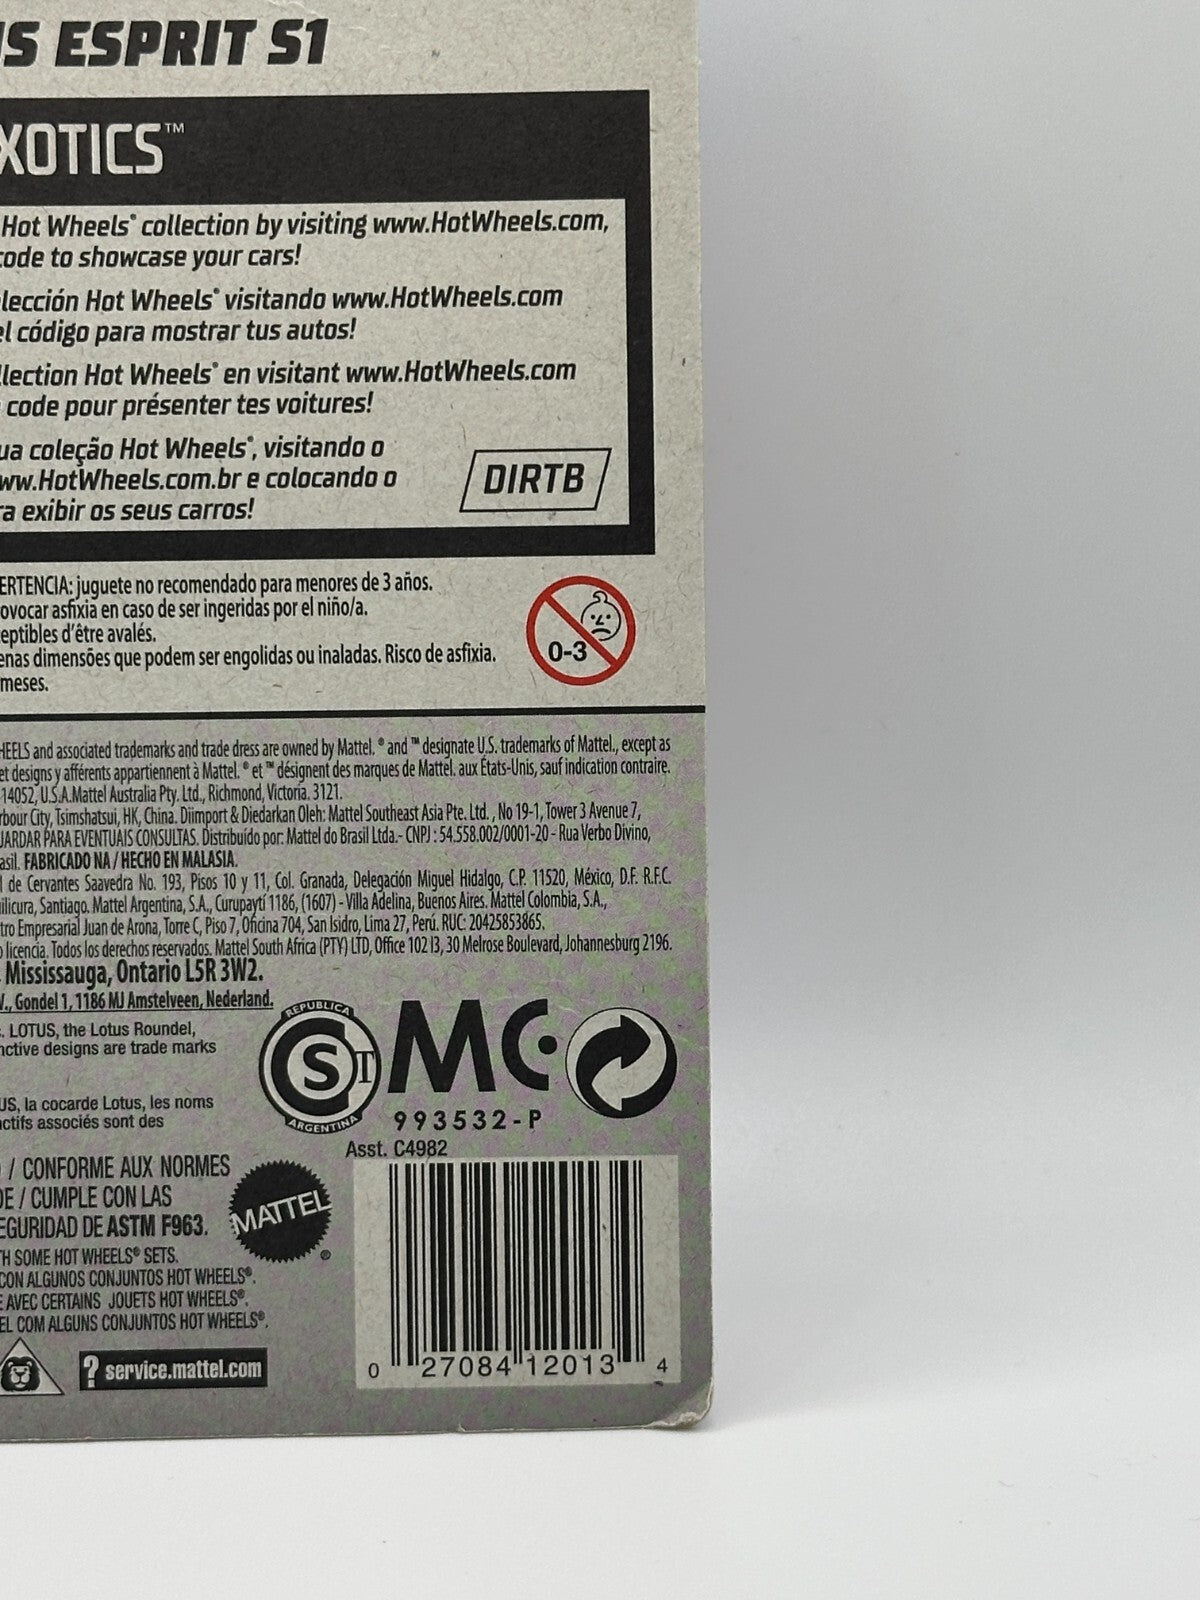 ESPRIT S1
XOTICS™
Hot Wheels® collection by visiting www.HotWheels.com,
code to showcase your cars!
lección Hot Wheels® visitando www.HotWheels.com
el código para mostrar tus autos!
llection Hot Wheels® en visitant www.HotWheels.com
code pour présenter tes voitures!
ua coleção Hot Wheels®, visitando o
ww.HotWheels.com.br e colocando o
ra exibir os seus carros!
DIRTB
ERTENCIA: juguete no recomendado para menores de 3 años.
ovocar asfixia en caso de ser ingeridas por el niño/a.
eptibles d'être avalés.
enas dimensões que podem ser engolidas ou inaladas. Risco de asfixia.
meses.
0-3
HEELS and associated trademarks and trade dress are owned by Mattel. ® and ™ designate U.S. trademarks of Mattel., except as
et designs y afférents appartiennent à Mattel. ® et ™ désignent des marques de Mattel. aux États-Unis, sauf indication contraire.
14052, U.S.A.Mattel Australia Pty. Ltd., Richmond, Victoria. 3121.
rbour City, Tsimshatsui, HK, China. Diimport & Diedarkan Oleh: Mattel Southeast Asia Pte. Ltd. , No 19-1, Tower 3 Avenue 7,
UARDAR PARA EVENTUAIS CONSULTAS. Distribuído por: Mattel do Brasil Ltda.- CNPJ : 54.558.002/0001-20 - Rua Verbo Divino,
asil. FABRICADO NA / HECHO EN MALASIA.
l de Cervantes Saavedra No. 193, Pisos 10 y 11, Col. Granada, Delegación Miguel Hidalgo, C.P. 11520, México, D.F. R.F.C.
uilicura, Santiago. Mattel Argentina, S.A., Curupaytí 1186, (1607) - Villa Adelina, Buenos Aires. Mattel Colombia, S.A.,
tro Empresarial Juan de Arona, Torre C, Piso 7, Oficina 704, San Isidro, Lima 27, Perú. RUC: 20425853865.
o licencia. Todos los derechos reservados. Mattel South Africa (PTY) LTD, Office 102 I3, 30 Melrose Boulevard, Johannesburg 2196.
Mississauga, Ontario L5R 3W2.
V., Gondel 1, 1186 MJ Amstelveen, Nederland.
LOTUS, the Lotus Roundel,
nctive designs are trade marks
US, la cocarde Lotus, les noms
actifs associés sont des
REPUBLICA
S T
ARGENTINA
MC
993532-P
Asst. C4982
/ CONFORME AUX NORMES
DE / CUMPLE CON LAS
EGURIDAD DE ASTM F963.
MATTEL®
TH SOME HOT WHEELS® SETS.
CON ALGUNOS CONJUNTOS HOT WHEELS®.
E AVEC CERTAINS JOUETS HOT WHEELS®.
EL COM ALGUNS CONJUNTOS HOT WHEELS®.
? service.mattel.com
0 27084 12013 4